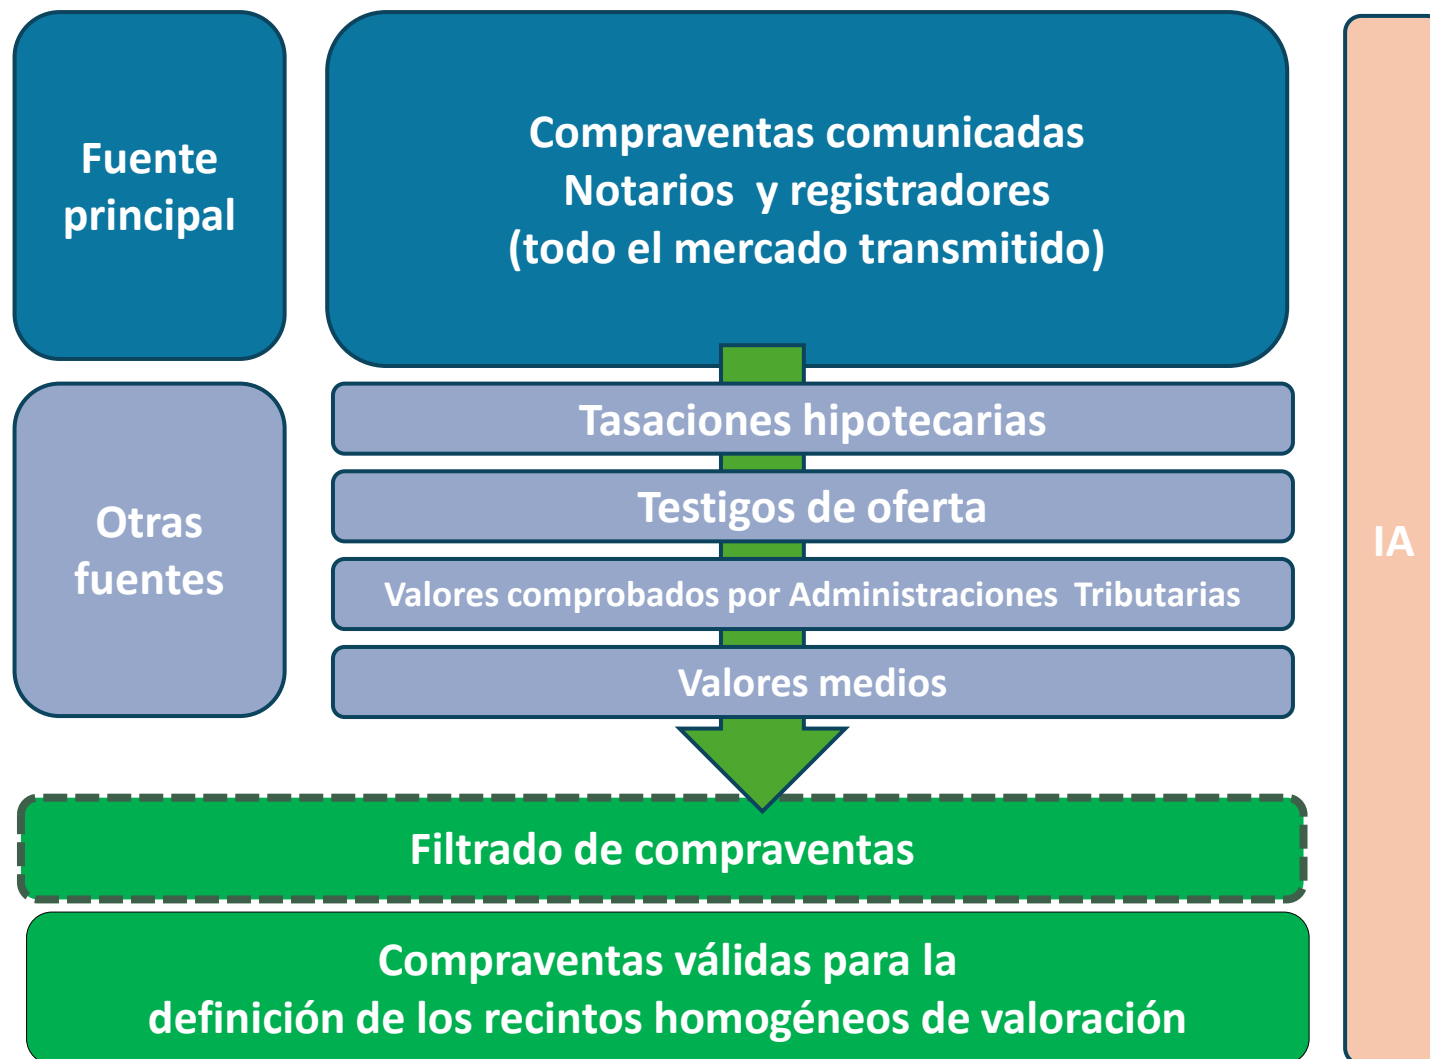 Fuente
principal
Compraventas comunicadas
Notarios  y registradores
(todo el mercado transmitido)
Otras
fuentes
Tasaciones hipotecarias
Testigos de oferta
Valores comprobados por Administraciones  Tributarias
Valores medios
IA
Filtrado de compraventas
Compraventas válidas para la
definición de los recintos homogéneos de valoración